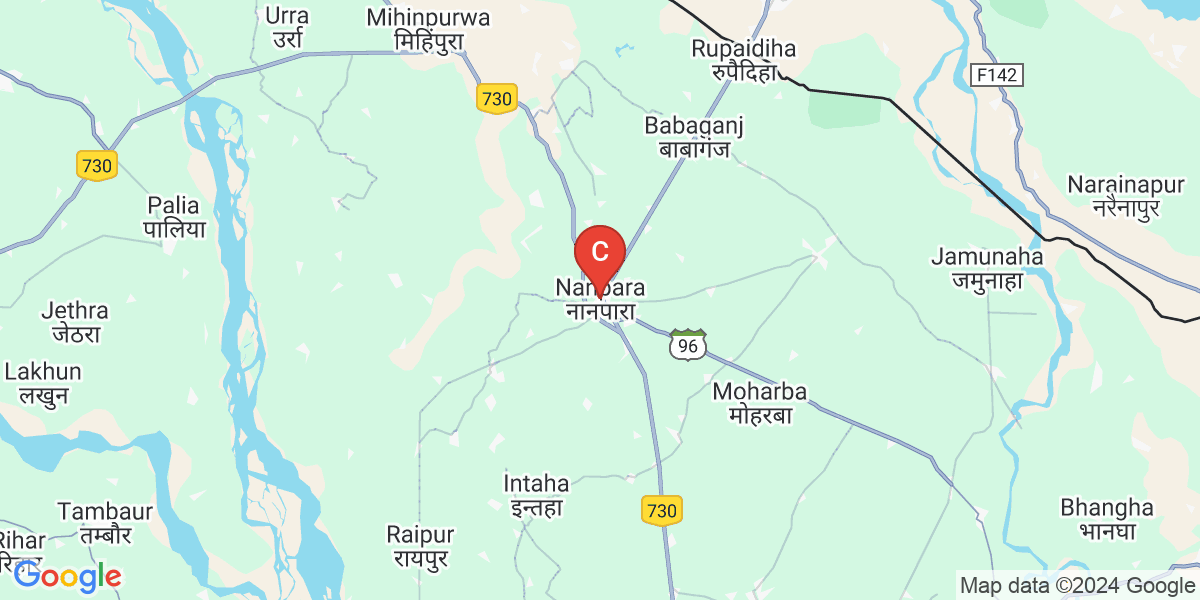 Urra
उर्रा
Mihinpurwa
मिहिंपुरवा
Rupaidiha
रुपैदिहा
F142
730
Babaganj
बाबागंज
730
Narainapur
नरैनापुर
Palia
पालिया
C
Jamunaha
जमुनाहा
Nanpara
नानपारा
Jethra
जेठरा
96
Lakhun
लखुन
Moharba
मोहरबा
Intaha
इन्तहा
730
Tambaur
तम्बौर
Bhangha
भानघा
Raipur
रायपुर
Rihar
Google
Map data ©2024 Google